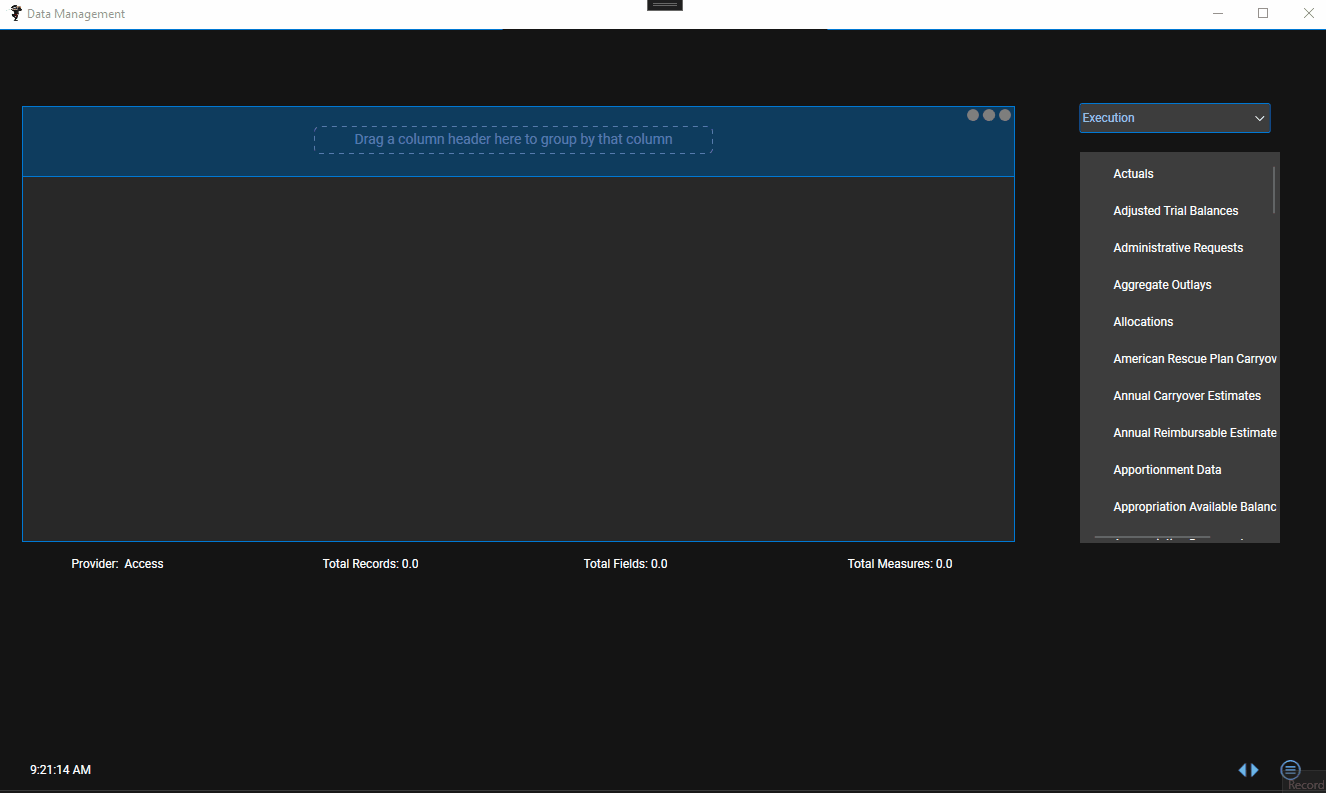 Data Management
Drag a column header here to group by that column
Execution
Actuals
Adjusted Trial Balances
Administrative Requests
Aggregate Outlays
Allocations
American Rescue Plan Carryov
Annual Carryover Estimates
Annual Reimbursable Estimate
Apportionment Data
Appropriation Available Balanc
Provider: Access
Total Records: 0.0
Total Fields: 0.0
Total Measures: 0.0
9:21:14 AM
Record